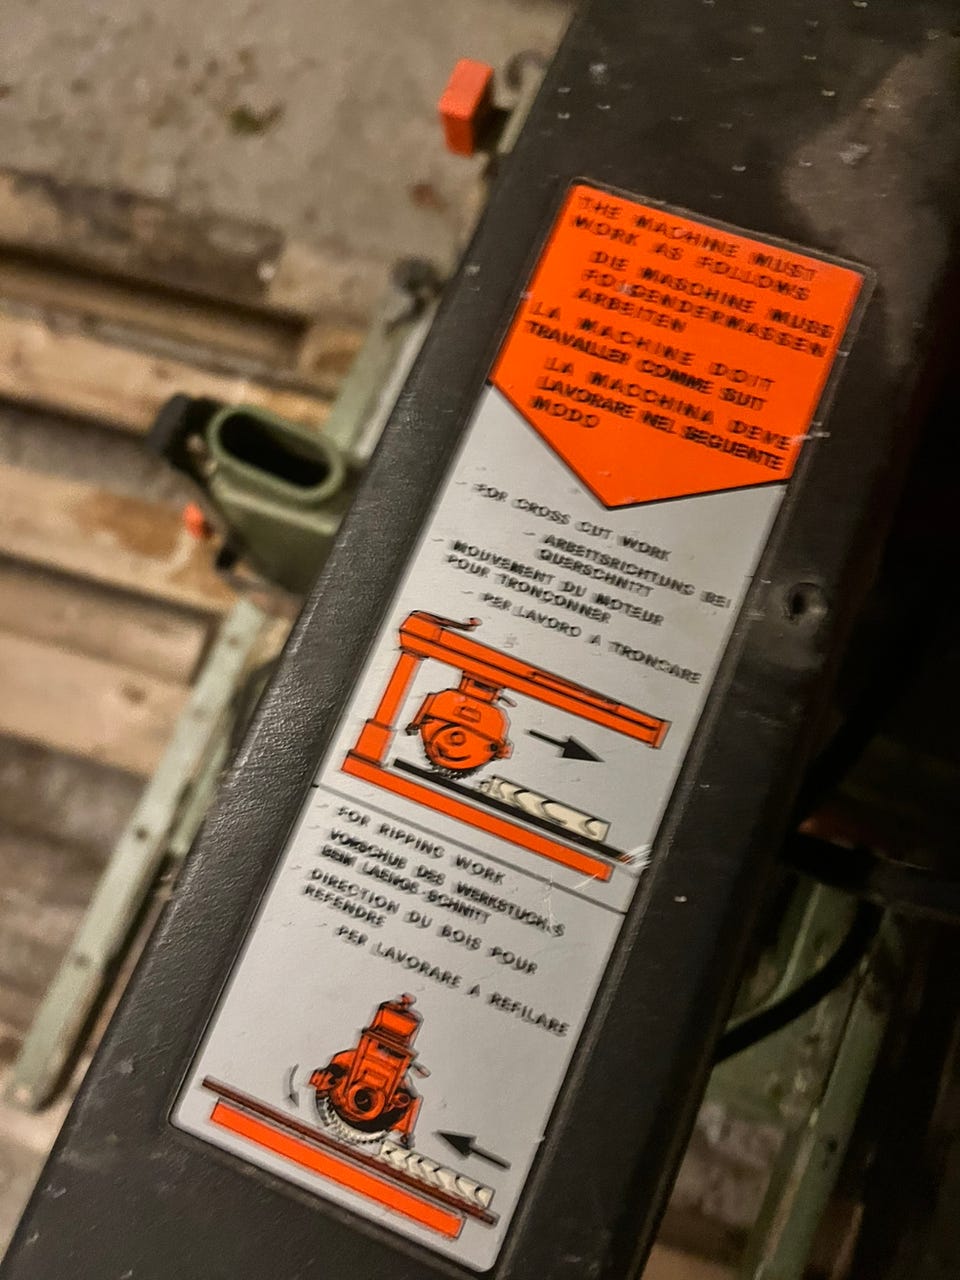 THE MACHINE MUST
WORK AS FOLLOWS
DIE MASCHINE MUSS
FOLGENDERMASSEN
ARBEITEN
LA MACHINE DOIT
TRAVAILLER COMME SUIT
LA MACCHINA DEVE
LAVORARE NEL SEGUENTE
MODO
- FOR CROSS CUT WORK
- ARBEITSRICHTUNG BEI
QUERSCHNITT
- MOUVEMENT DU MOTEUR
POUR TRONCONNER
- PER LAVORO A TRONCARE
- FOR RIPPING WORK
- VORSCHUB DES WERKSTUCKS
BEIM LAENGS-SCHNITT
- DIRECTION DU BOIS POUR
REFENDRE
- PER LAVORARE A REFILARE